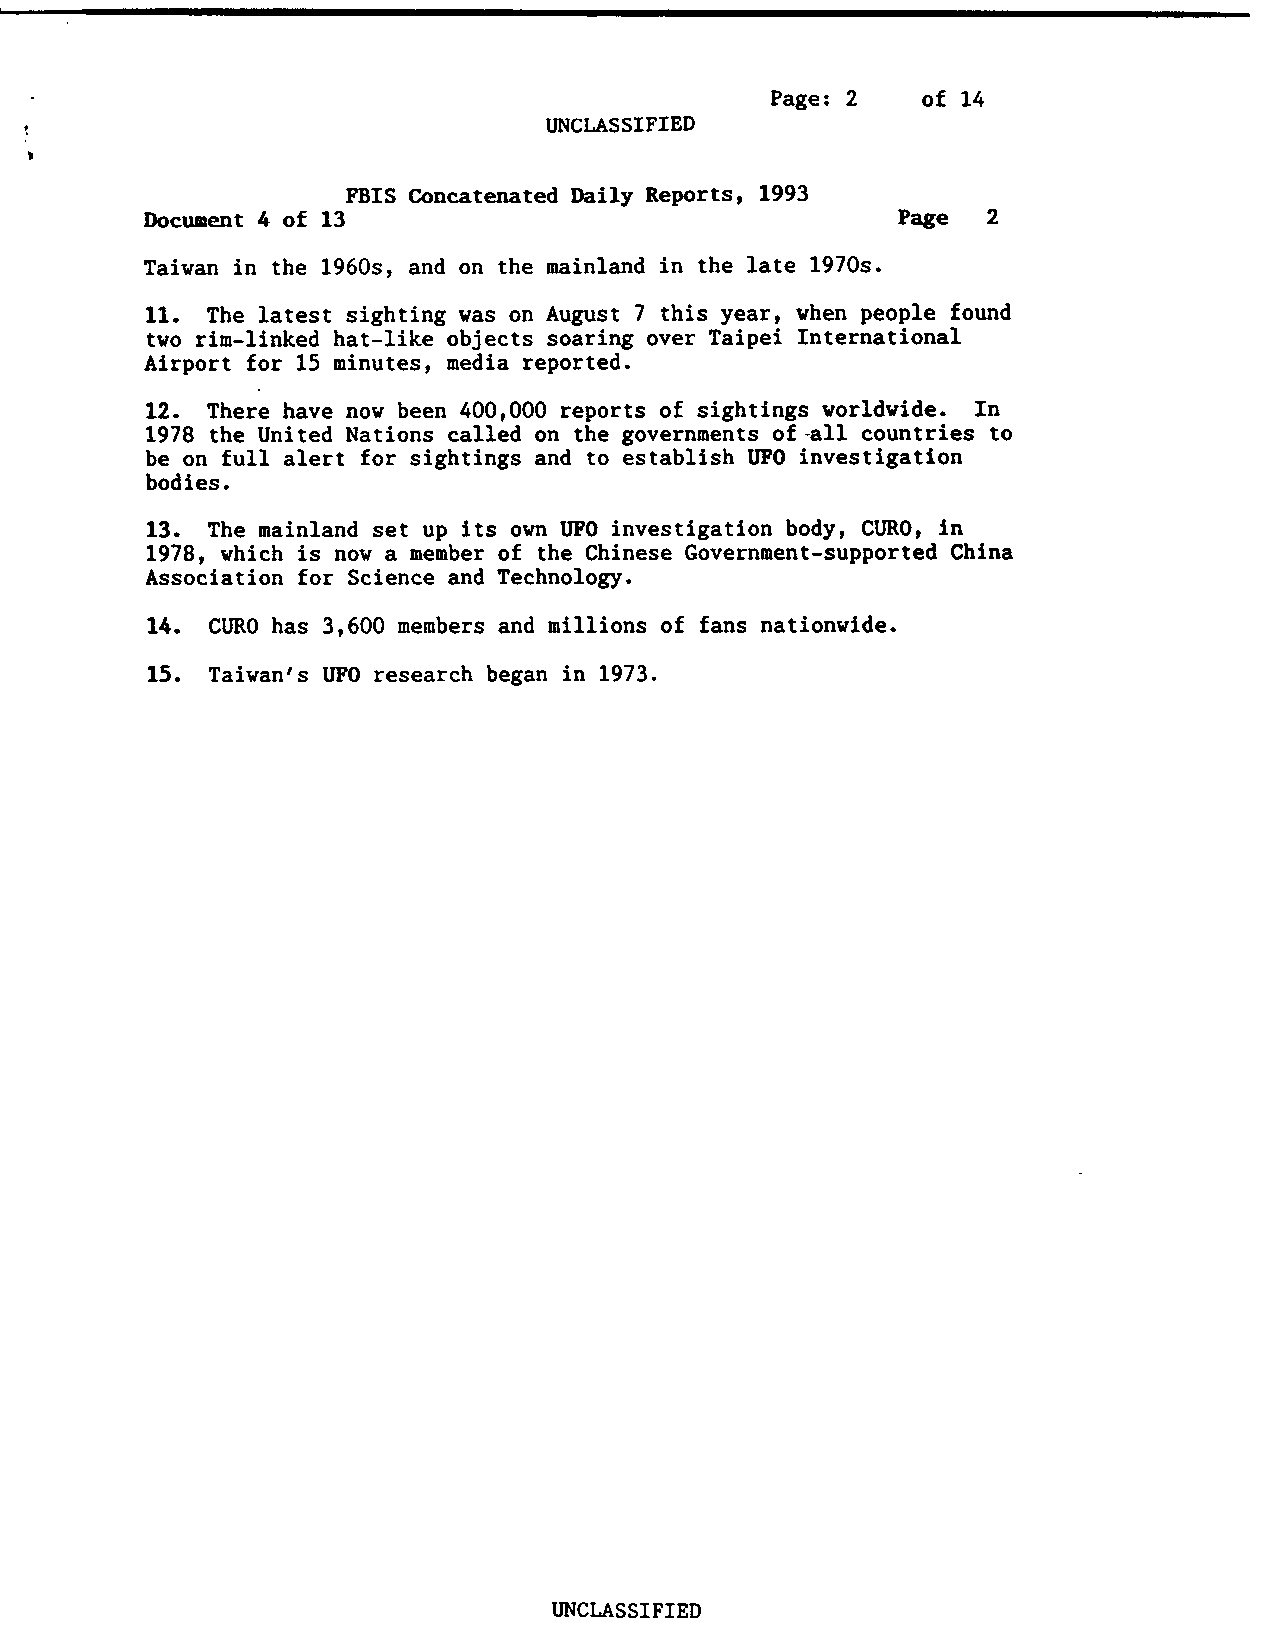 Page: 2 of 14
UNCLASSIFIED
FBIS Concatenated Daily Reports, 1993
Document 4 of 13 Page 2
Taiwan in the 1960s, and on the mainland in the late 1970s.
11. The latest sighting was on August 7 this year, when people found
two rim-linked hat-like objects soaring over Taipei International
Airport for 15 minutes, media reported.
12. There have now been 400,000 reports of sightings worldwide. In
1978 the United Nations called on the governments of all countries to
be on full alert for sightings and to establish UFO investigation
bodies.
13. The mainland set up its own UFO investigation body, CURO, in
1978, which is now a member of the Chinese Government-supported China
Association for Science and Technology.
14. CURO has 3,600 members and millions of fans nationwide.
15. Taiwan's UFO research began in 1973.
UNCLASSIFIED